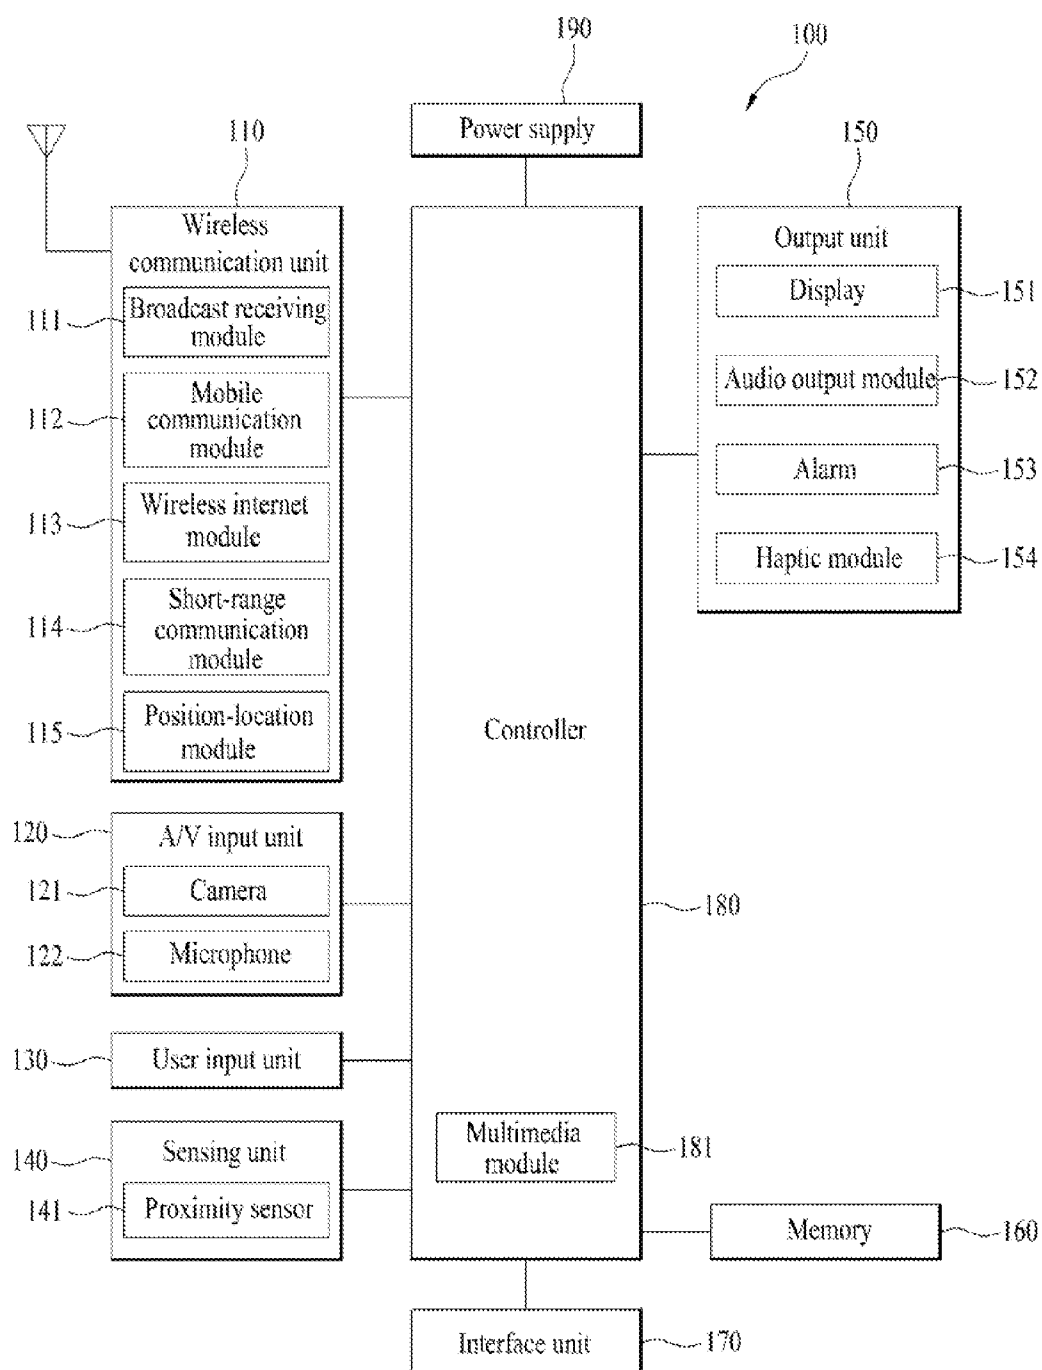 190
100
Power supply
110
150
Wireless
communication unit
Output unit
Display
151
111
Broadcast receiving
module
Audio output module
152
112
Mobile
communication
module
Alarm
153
113
Wireless internet
module
Haptic module
154
114
Short-range
communication
module
115
Position-location
module
Controller
120
A/V input unit
121
Camera
180
122
Microphone
130
User input unit
Multimedia
module
181
140
Sensing unit
141
Proximity sensor
Memory
160
Interface unit
170